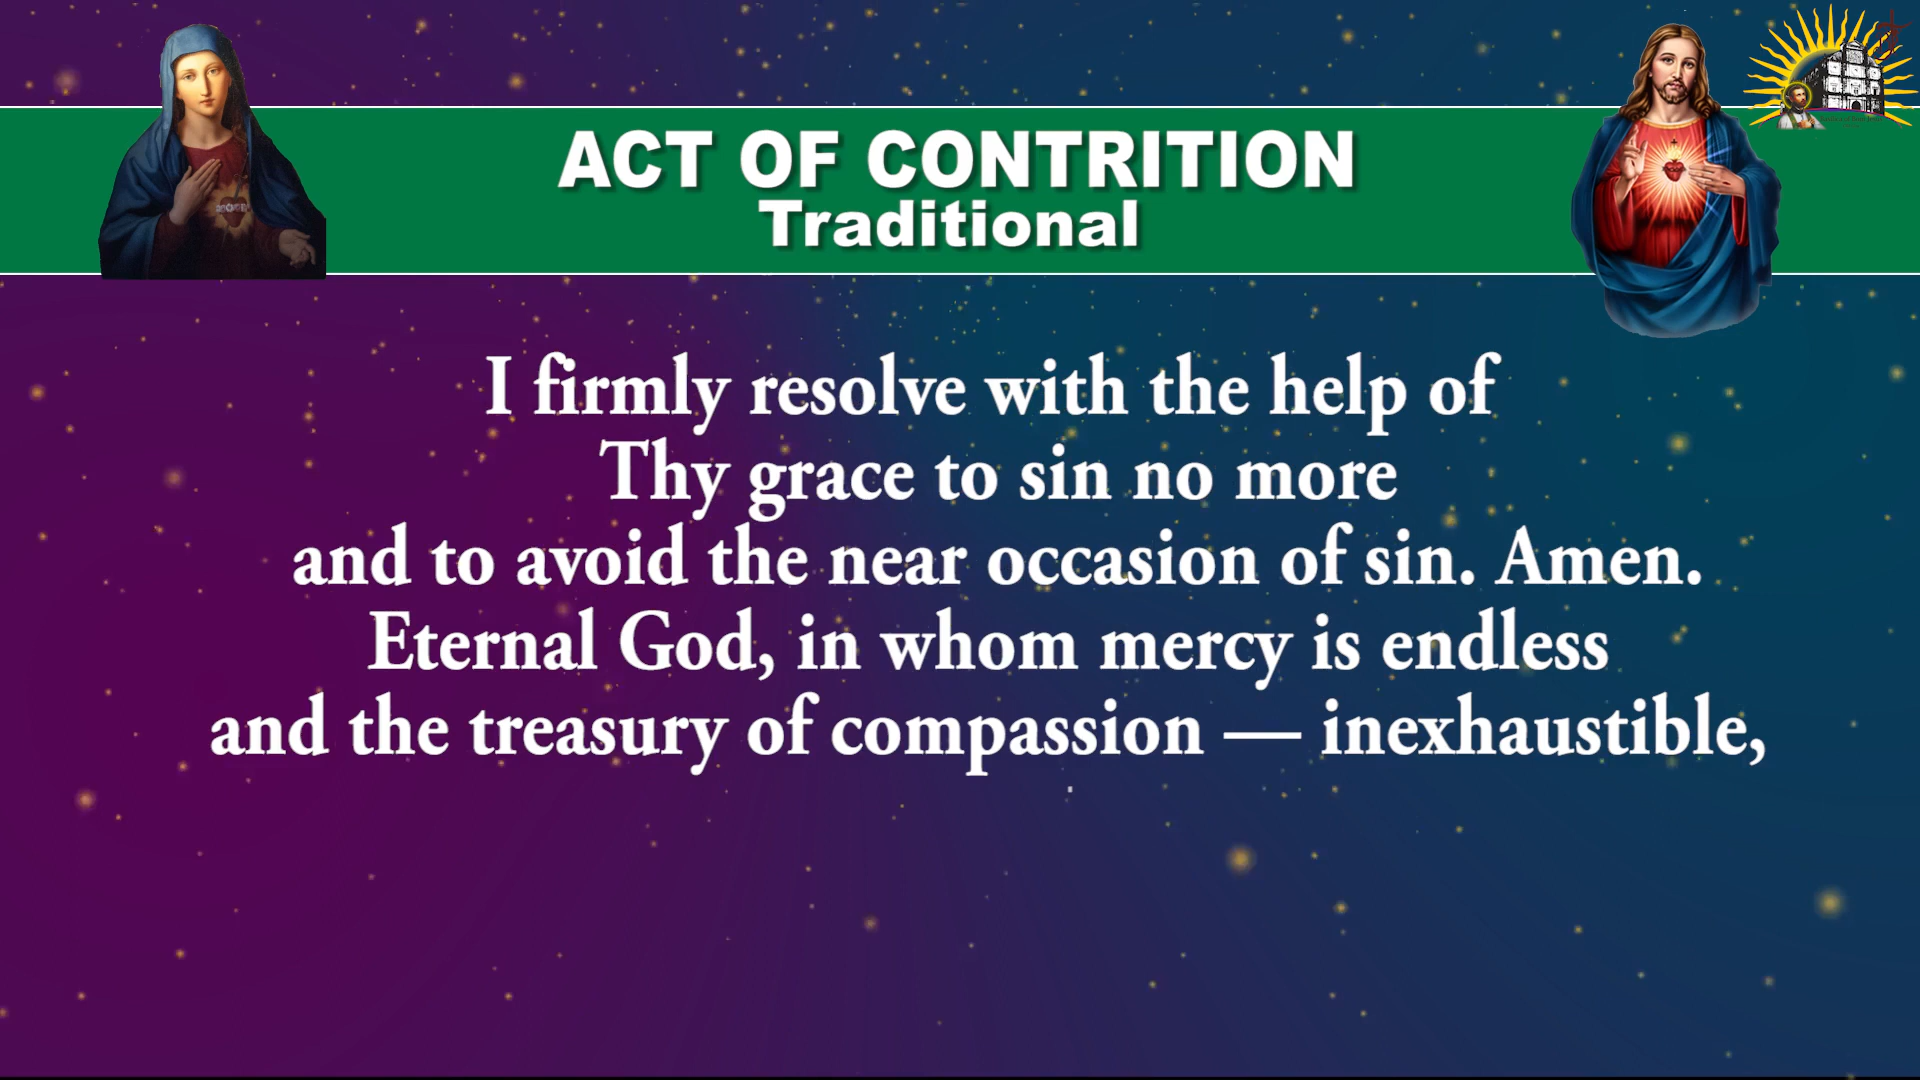 ACT OF CONTRITION
Traditional
I firmly resolve with the help of
Thy grace to sin no more
and to avoid the near occasion of sin. Amen.
Eternal God, in whom mercy is endless
and the treasury of compassion — inexhaustible,